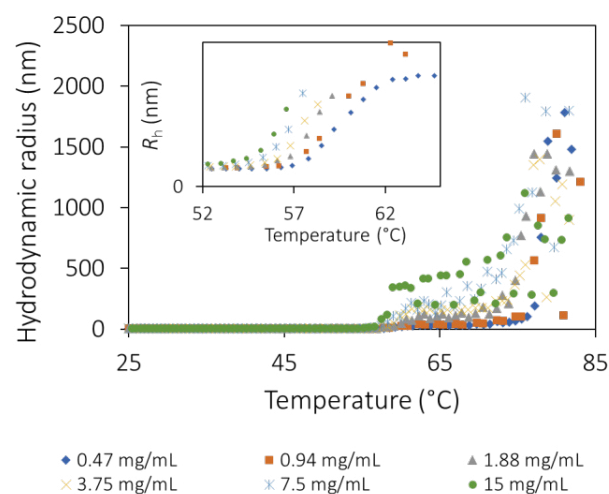 2500
2000
1500
1000
500
0
Hydrodynamic radius (nm)
R_h (nm)
0
52 57 62
Temperature (°C)
25 45 65 85
Temperature (°C)
0.47 mg/mL 0.94 mg/mL 1.88 mg/mL
3.75 mg/mL 7.5 mg/mL 15 mg/mL